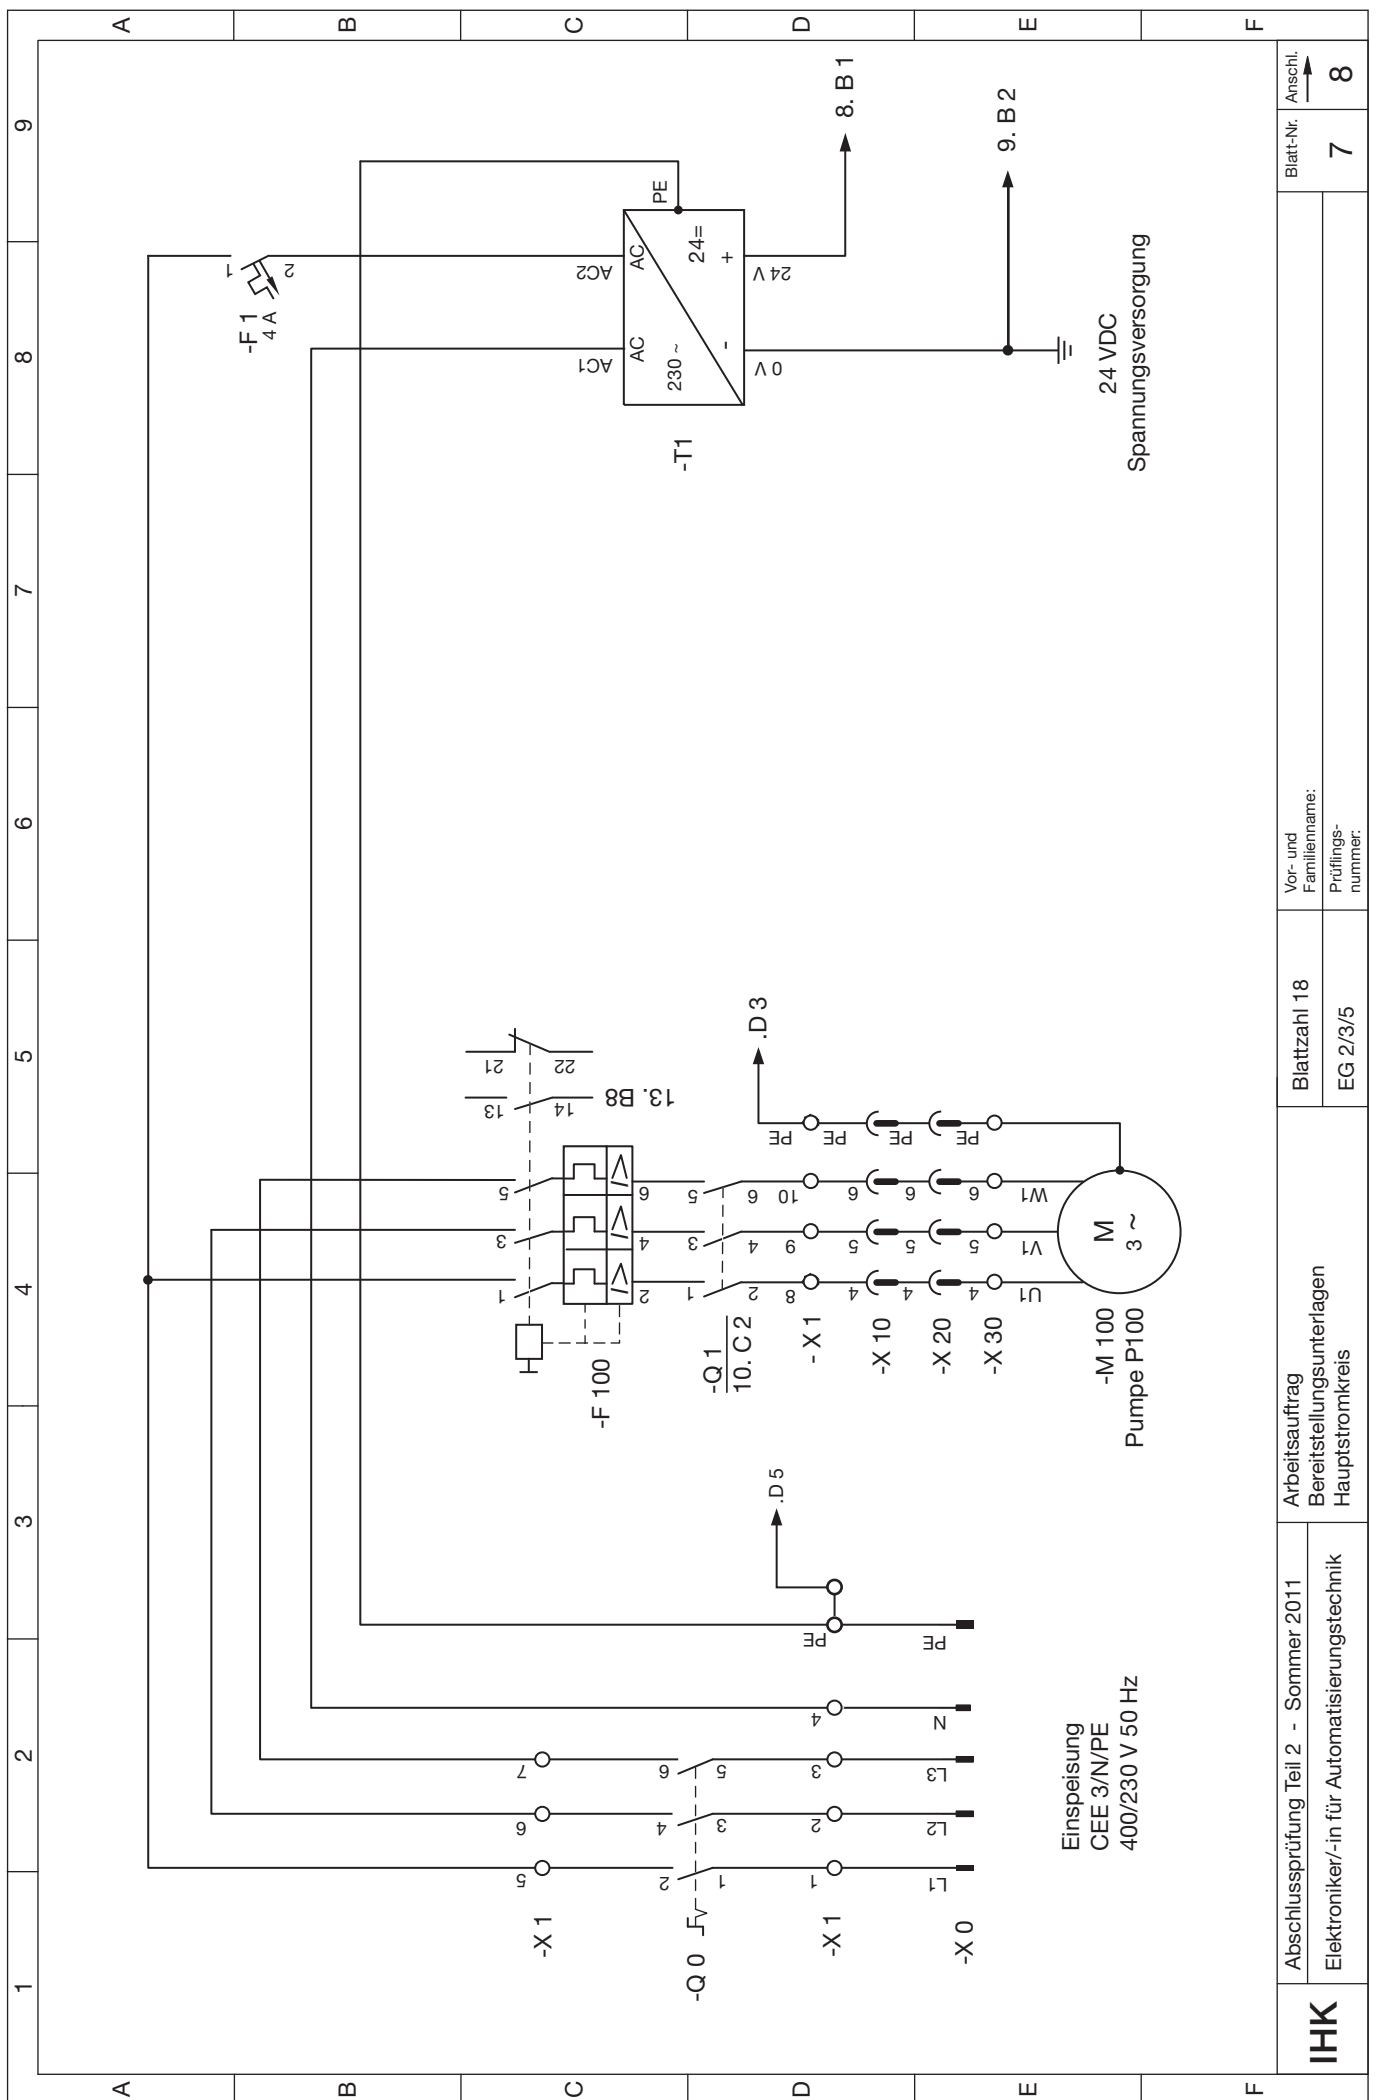 1
2
3
4
5
6
7
8
9
A
B
C
D
E
F
A
B
C
D
E
F
-X 1
5
6
7
-Q 0
2
4
6
1
3
5
-X 1
1
2
3
4
PE
.D 5
-X 0
L1
L2
L3
N
PE
Einspeisung
CEE 3/N/PE
400/230 V 50 Hz
-F 100
1
3
5
13
21
14
22
13. B8
2
4
6
-Q 1
10. C 2
1
3
5
2
4
6
.D 3
- X 1
8
9
10
PE
PE
-X 10
4
5
6
4
5
6
PE
-X 20
-X 30
4
5
6
PE
U1
V1
W1
M
3 ~
-M 100
Pumpe P100
-F 1
4 A
1
2
AC1
AC2
AC
AC
PE
230 ~
24=
-
+
-T1
0 V
24 V
8. B 1
9. B 2
24 VDC
Spannungsversorgung
IHK
Abschlussprüfung Teil 2 - Sommer 2011
Elektroniker/-in für Automatisierungstechnik
Arbeitsauftrag
Bereitstellungsunterlagen
Hauptstromkreis
Blattzahl 18
EG 2/3/5
Vor- und
Familienname:
Prüflings-
nummer:
Blatt-Nr.
7
Anschl.
8